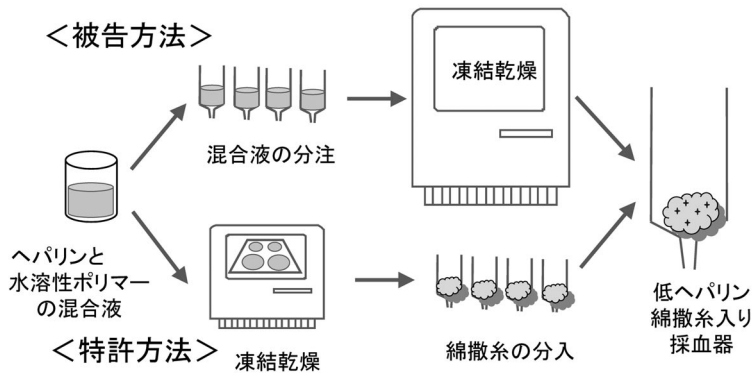 ＜被告方法＞
混合液の分注
凍結乾燥
ヘパリンと
水溶性ポリマー
の混合液
＜特許方法＞
凍結乾燥
綿撒糸の分入
低ヘパリン
綿撒糸入り
採血器